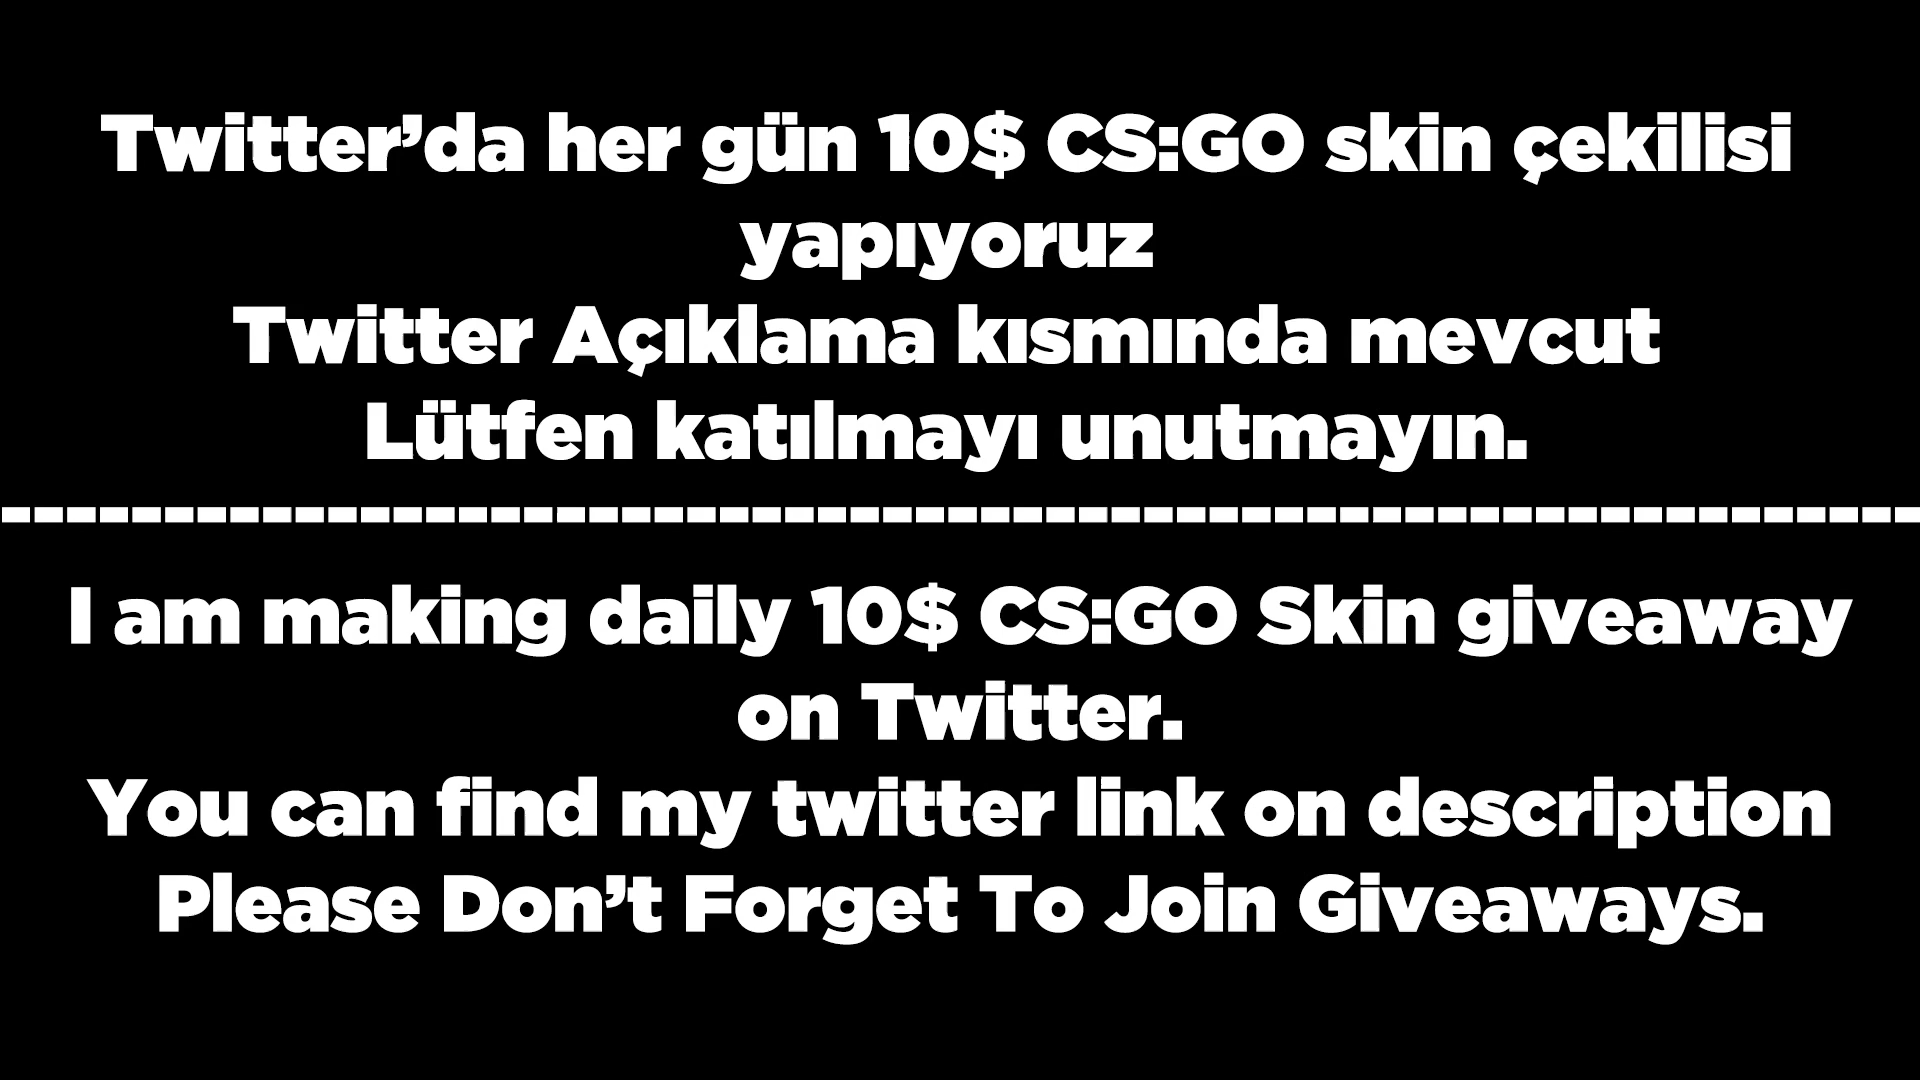 Twitter’da her gün 10$ CS:GO skin çekilisi
yapıyoruz
Twitter Açıklama kısmında mevcut
Lütfen katılmayı unutmayın.
I am making daily 10$ CS:GO Skin giveaway
on Twitter.
You can find my twitter link on description
Please Don’t Forget To Join Giveaways.